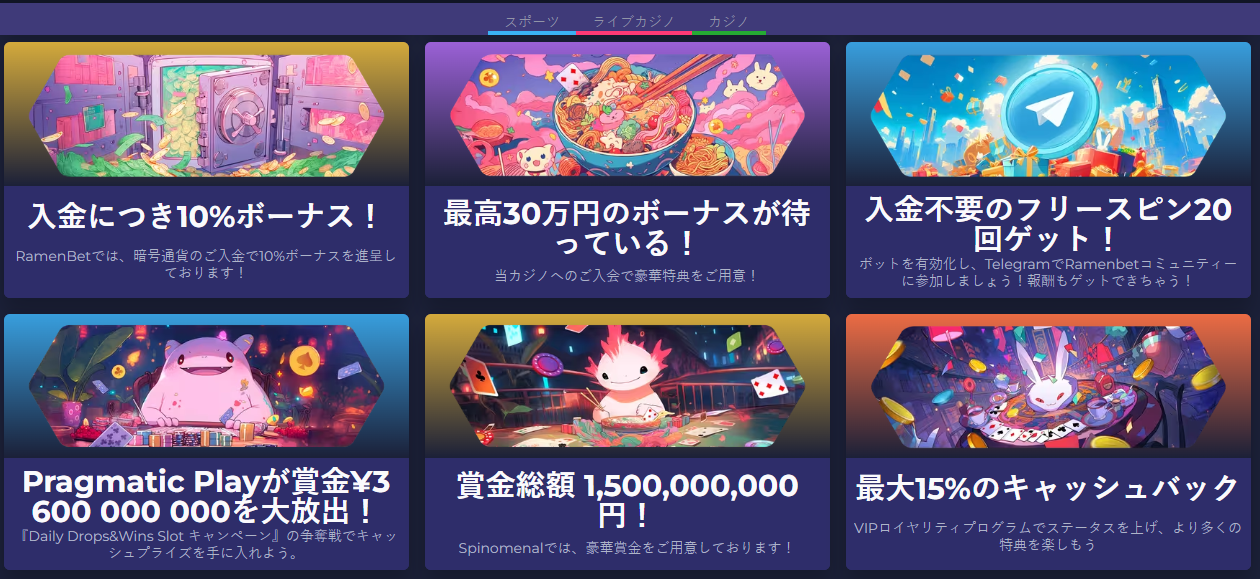 スポーツ ライブカジノ カジノ
入金につき10%ボーナス！
RamenBetでは、暗号通貨のご入金で10%ボーナスを進呈し
ております！
最高30万円のボーナスが待
っている！
当カジノへのご入会で豪華特典をご用意！
入金不要のフリースピン20
回ゲット！
ボットを有効化し、TelegramでRamenbetコミュニティー
に参加しましょう！報酬もゲットできちゃう！
Pragmatic Playが賞金¥3
600 000 000を大放出！
『Daily Drops&Wins Slot キャンペーン』の争奪戦でキャッ
シュプライズを手に入れよう。
賞金総額 1,500,000,000
円！
Spinomenalでは、豪華賞金をご用意しております！
最大15%のキャッシュバック
VIPロイヤリティプログラムでステータスを上げ、より多くの
特典を楽しもう